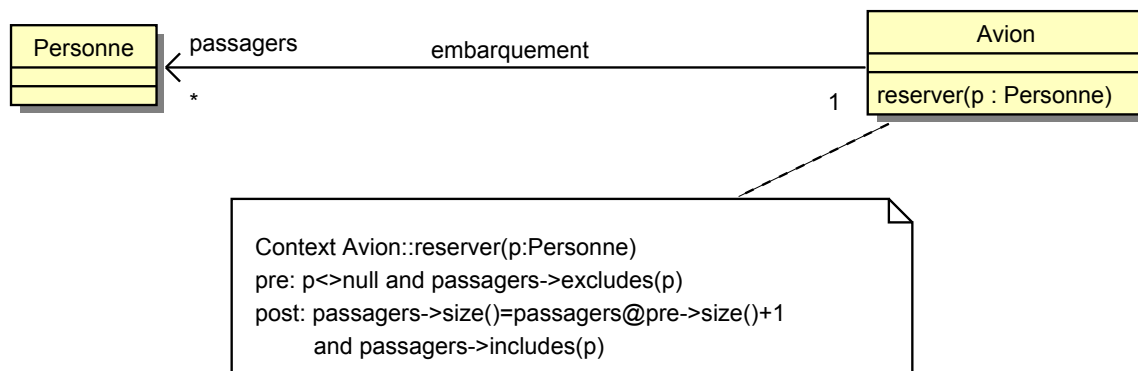 Personne
passagers
embarquement
*
1
Avion
reserver(p : Personne)
Context Avion::reserver(p:Personne)
pre: p<>null and passagers->excludes(p)
post: passagers->size()=passagers@pre->size()+1
and passagers->includes(p)